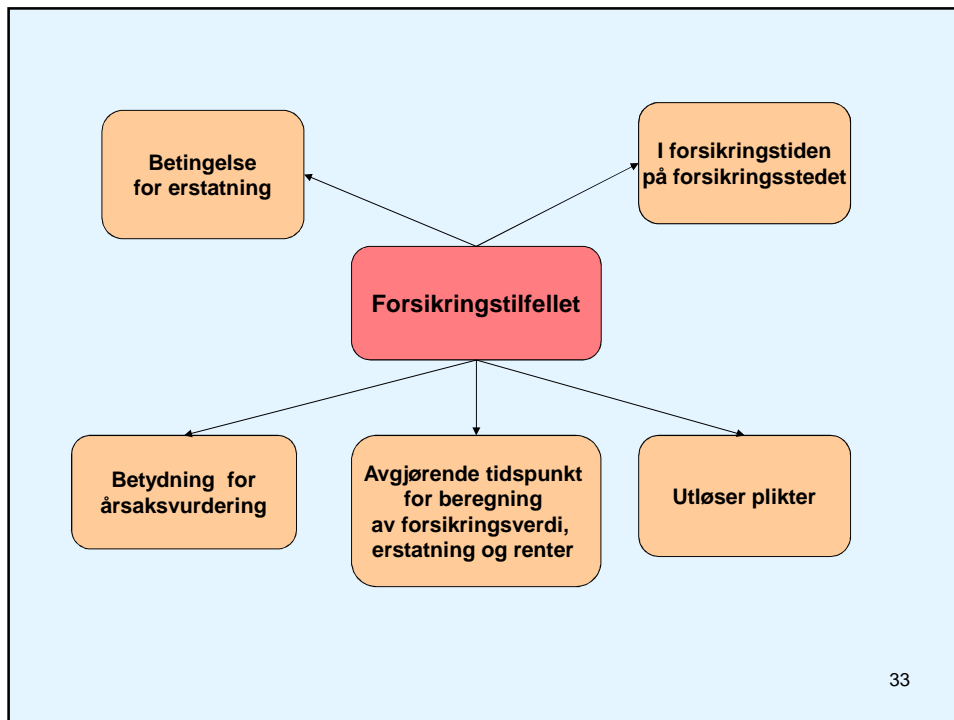 Betingelse
for erstatning
I forsikringstiden
på forsikringsstedet
Forsikringstilfellet
Betydning for
årsaksvurdering
Avgjørende tidspunkt
for beregning
av forsikringsverdi,
erstatning og renter
Utløser plikter
33